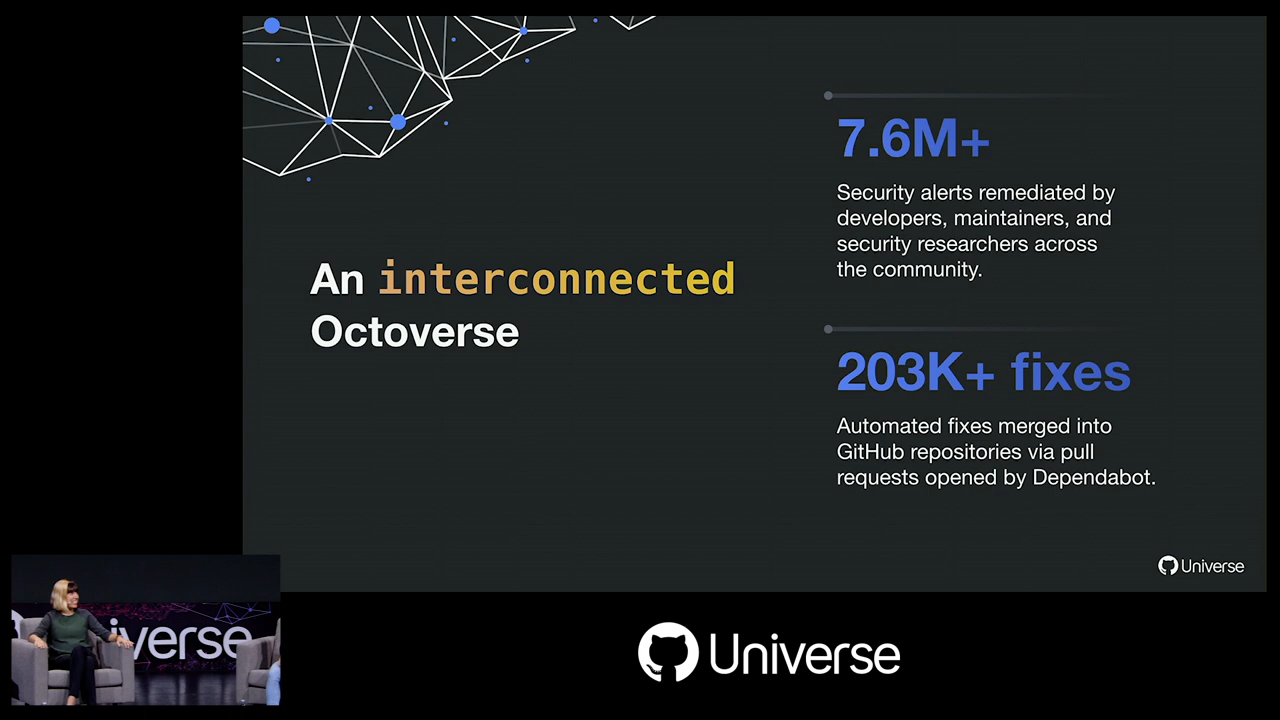 An interconnected
Octoverse
7.6M+
Security alerts remediated by
developers, maintainers, and
security researchers across
the community.
203K+ fixes
Automated fixes merged into
GitHub repositories via pull
requests opened by Dependabot.
Universe
iverse
Universe